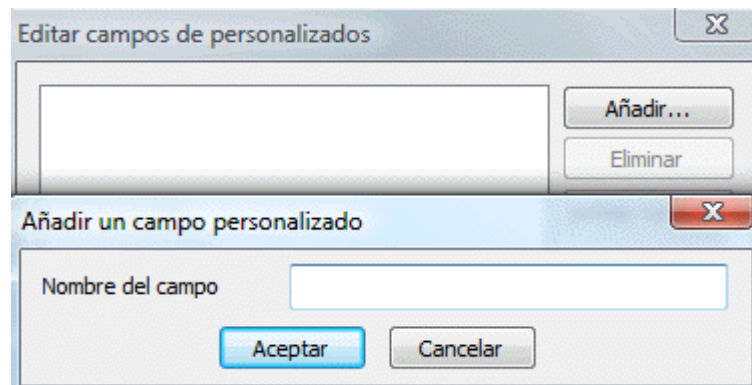 Editar campos de personalizados
Añadir...
Eliminar
Añadir un campo personalizado
Nombre del campo
Aceptar Cancelar